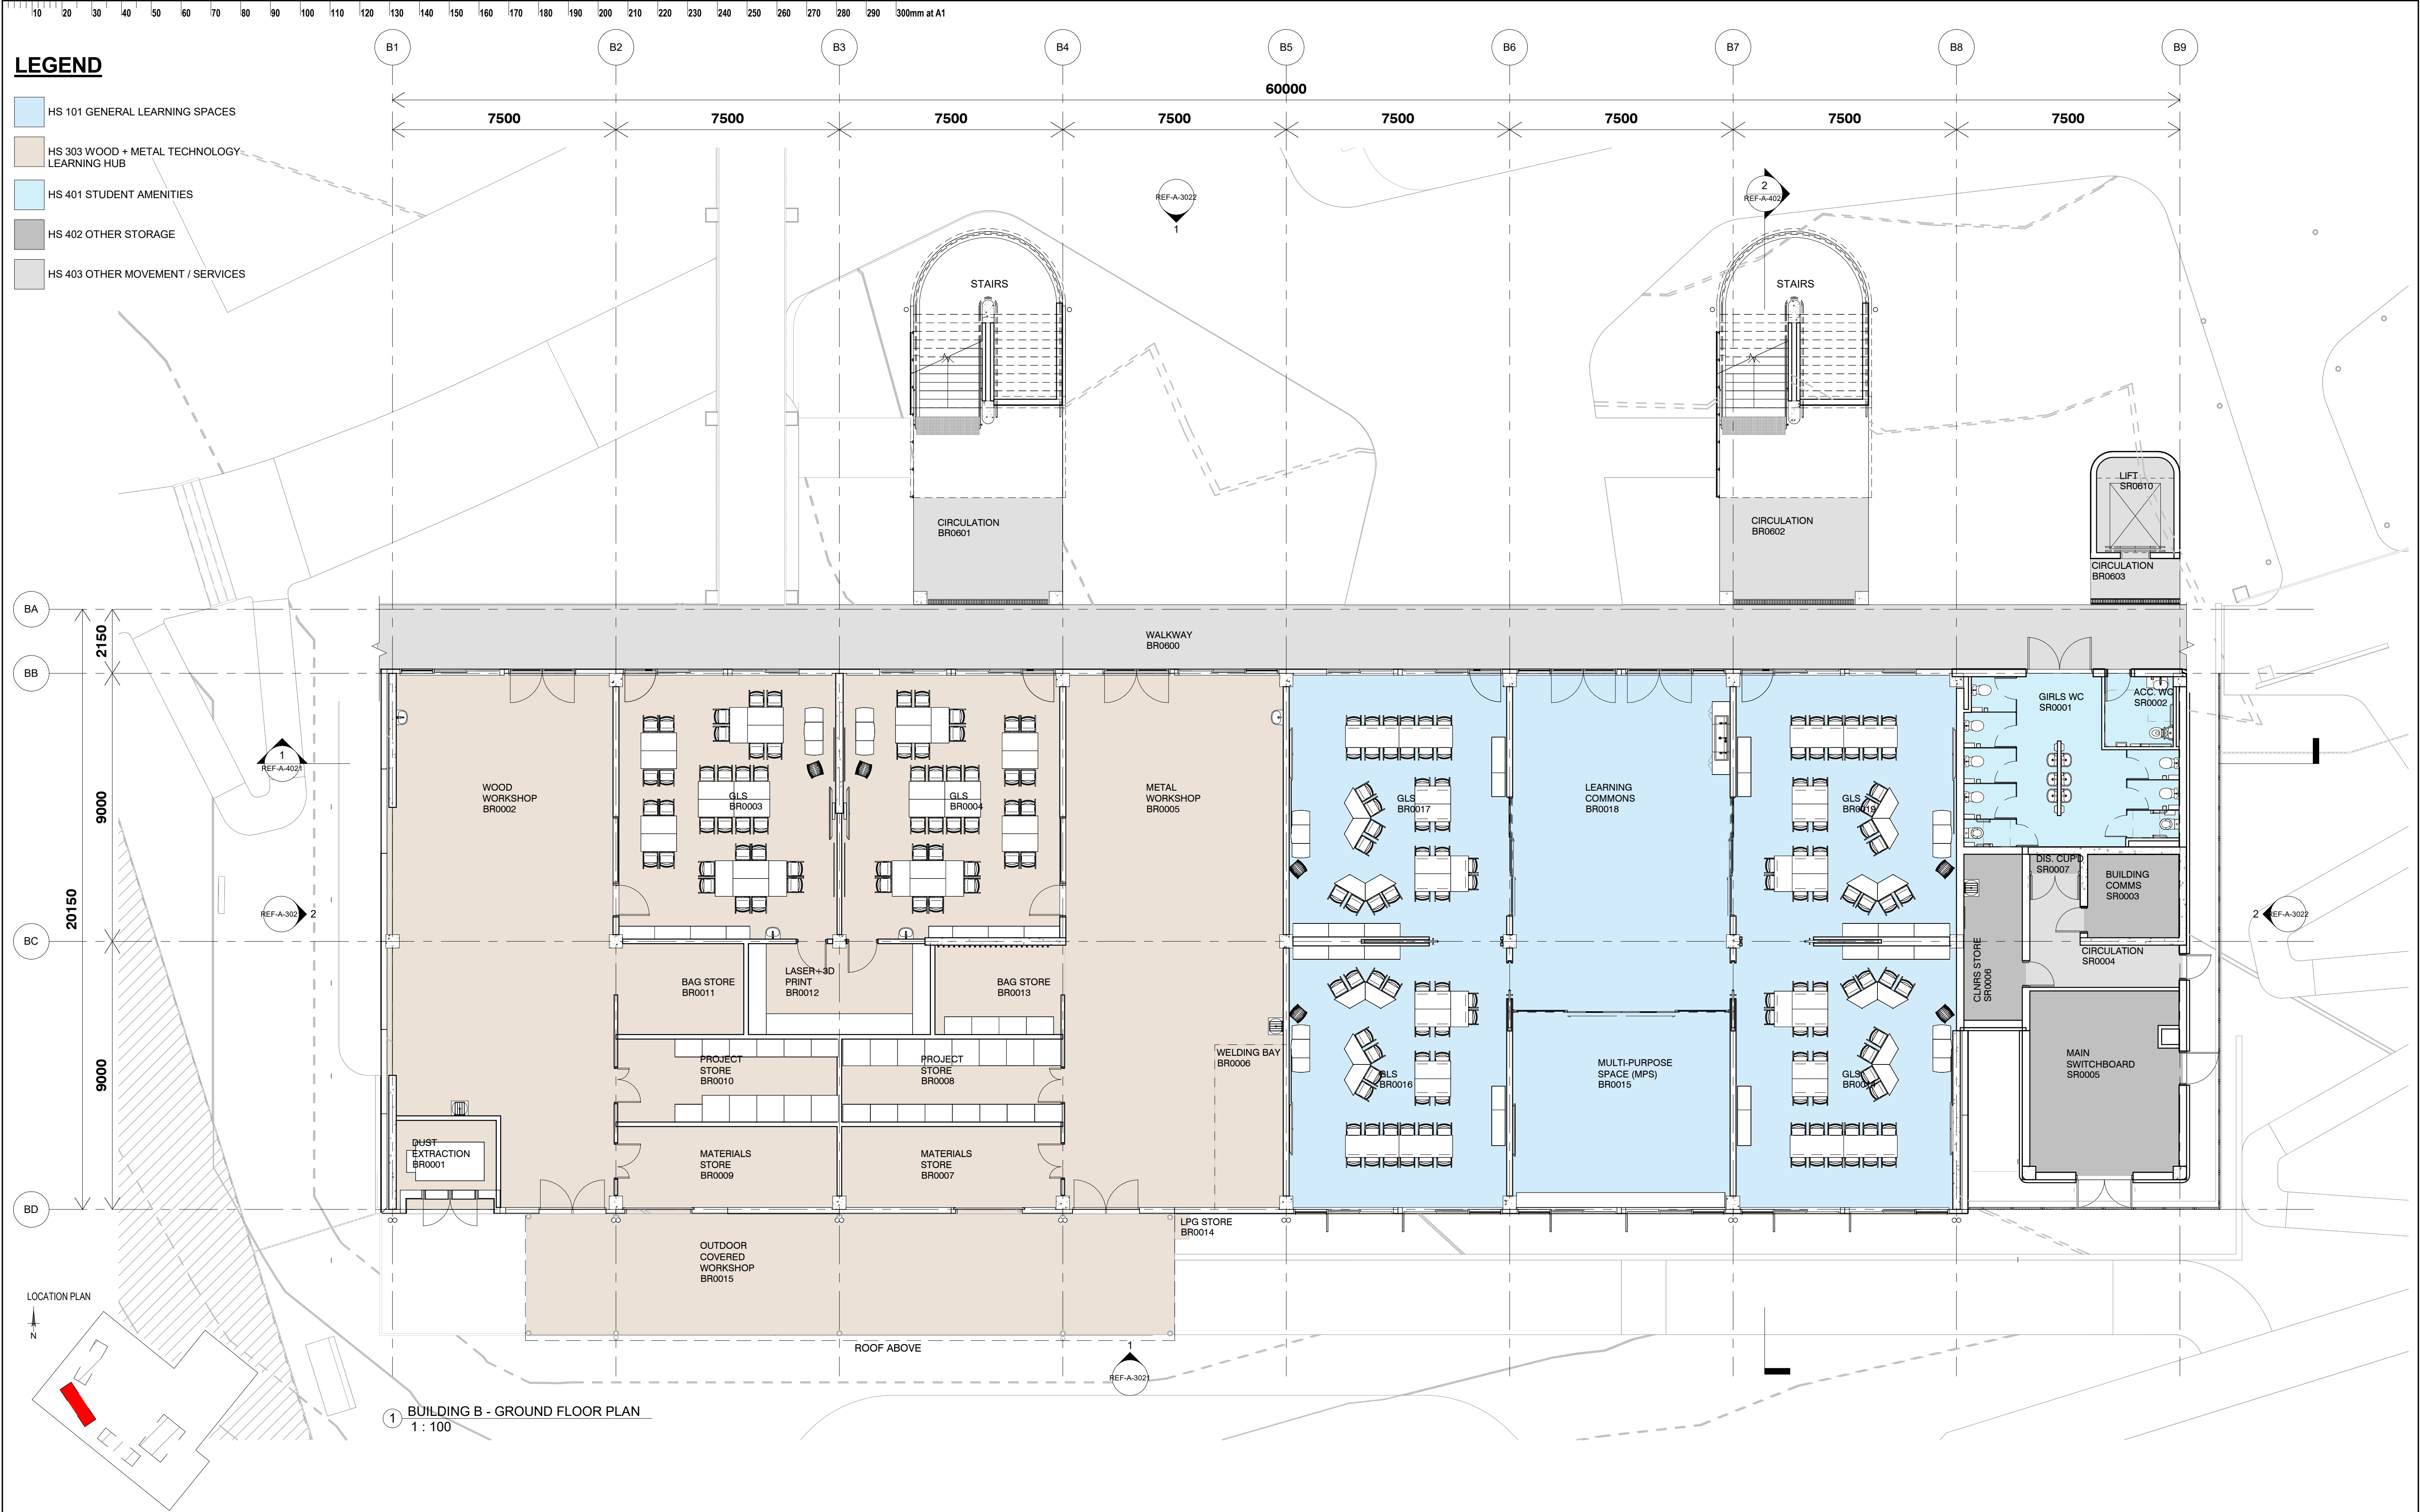 10 20 30 40 50 60 70 80 90 100 110 120 130 140 150 160 170 180 190 200 210 220 230 240 250 260 270 280 290 300mm at A1
B1 B2 B3 B4 B5 B6 B7 B8 B9
LEGEND
HS 101 GENERAL LEARNING SPACES
HS 303 WOOD + METAL TECHNOLOGY
LEARNING HUB
HS 401 STUDENT AMENITIES
HS 402 OTHER STORAGE
HS 403 OTHER MOVEMENT / SERVICES
60000
7500 7500 7500 7500 7500 7500 7500 7500
REF-A-3022
1
2
REF-A-402
STAIRS
STAIRS
CIRCULATION
BR0601
CIRCULATION
BR0602
LIFT
SR0610
CIRCULATION
BR0603
BA
2150
WALKWAY
BR0600
BB
9000
20150
BC
9000
BD
1
REF-A-4021
REF-A-302
2
WOOD
WORKSHOP
BR0002
GLS
BR0003
GLS
BR0004
METAL
WORKSHOP
BR0005
GLS
BR0017
LEARNING
COMMONS
BR0018
GLS
GIRLS WC
SR0001
ACC. WC
SR0002
DIS. CUP'D
SR0007
BUILDING
COMMS
SR0003
2
REF-A-3022
CLNRS STORE
SR0006
CIRCULATION
SR0004
BAG STORE
BR0011
LASER+3D
PRINT
BR0012
BAG STORE
BR0013
PROJECT
STORE
BR0010
PROJECT
STORE
BR0008
WELDING BAY
BR0006
GLS
BR0016
MULTI-PURPOSE
SPACE (MPS)
BR0015
GLS
MAIN
SWITCHBOARD
SR0005
DUST
EXTRACTION
BR0001
MATERIALS
STORE
BR0009
MATERIALS
STORE
BR0007
LPG STORE
BR0014
OUTDOOR
COVERED
WORKSHOP
BR0015
ROOF ABOVE
1
REF-A-3021
LOCATION PLAN
N
1 BUILDING B - GROUND FLOOR PLAN
1 : 100